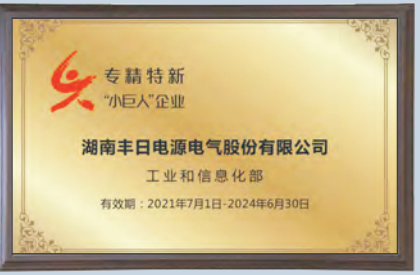 专精特新
“小巨人”企业
湖南丰日电源电气股份有限公司
工业和信息化部
有效期：2021年7月1日-2024年6月30日